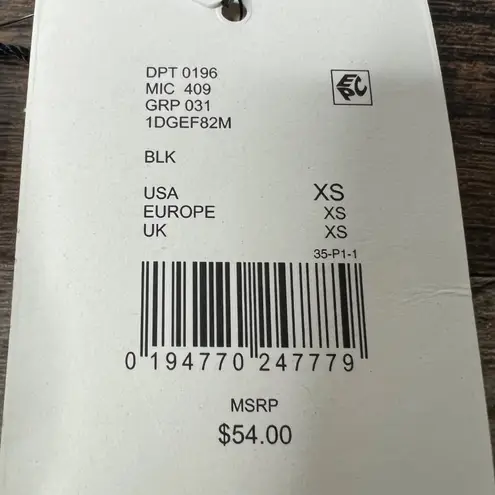 DPT 0196
MIC 409
GRP 031
1DGEF82M
EPC
BLK
USA XS
EUROPE XS
UK XS
35-P1-1
0 194770 247779
MSRP
$54.00